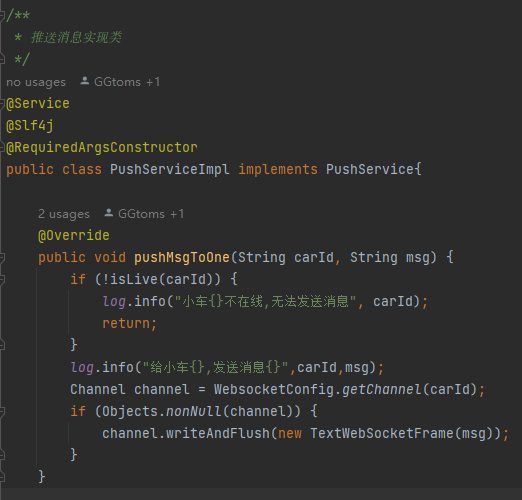 /**
 * 推送消息实现类
 */
no usages GGtoms +1
@Service
@Slf4j
@RequiredArgsConstructor
public class PushServiceImpl implements PushService{
2 usages GGtoms +1
@Override
public void pushMsgToOne(String carId, String msg) {
if (!isLive(carId)) {
log.info("小车{}不在线,无法发送消息", carId);
return;
}
log.info("给小车{},发送消息{}",carId,msg);
Channel channel = WebsocketConfig.getChannel(carId);
if (Objects.nonNull(channel)) {
channel.writeAndFlush(new TextWebSocketFrame(msg));
}
}